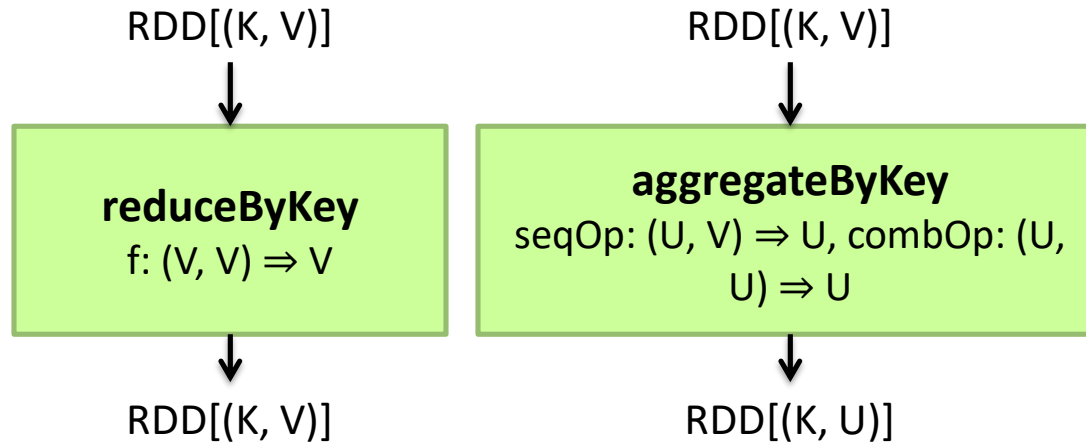 RDD[(K, V)]
reduceByKey
f: (V, V) ⇒ V
RDD[(K, V)]
RDD[(K, V)]
aggregateByKey
seqOp: (U, V) ⇒ U, combOp: (U,
U) ⇒ U
RDD[(K, U)]